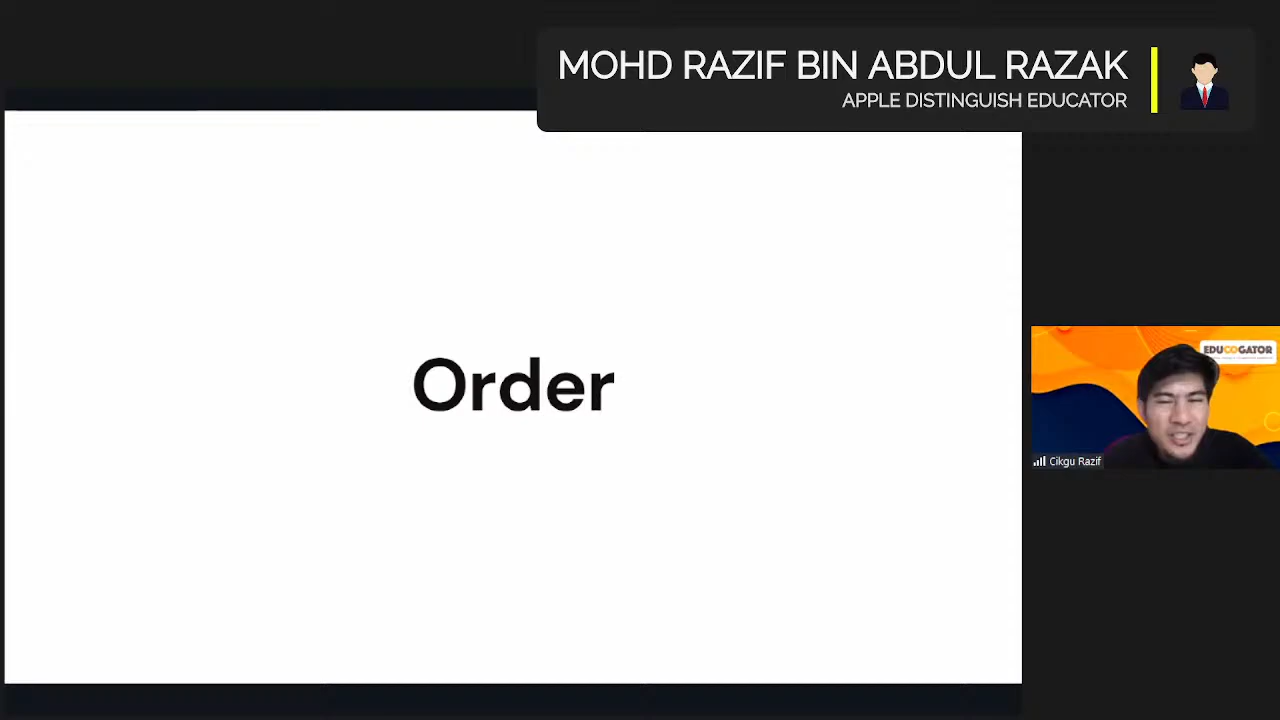 MOHD RAZIF BIN ABDUL RAZAK
APPLE DISTINGUISH EDUCATOR
Order
EDUCOGATOR
Cikgu Razif